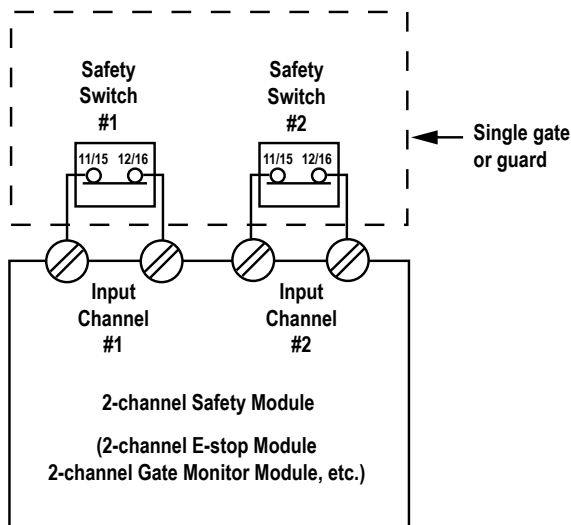 Safety
Switch
#1
Safety
Switch
#2
11/15 12/16
11/15 12/16
Single gate
or guard
Input
Channel
#1
Input
Channel
#2
2-channel Safety Module
(2-channel E-stop Module
2-channel Gate Monitor Module, etc.)